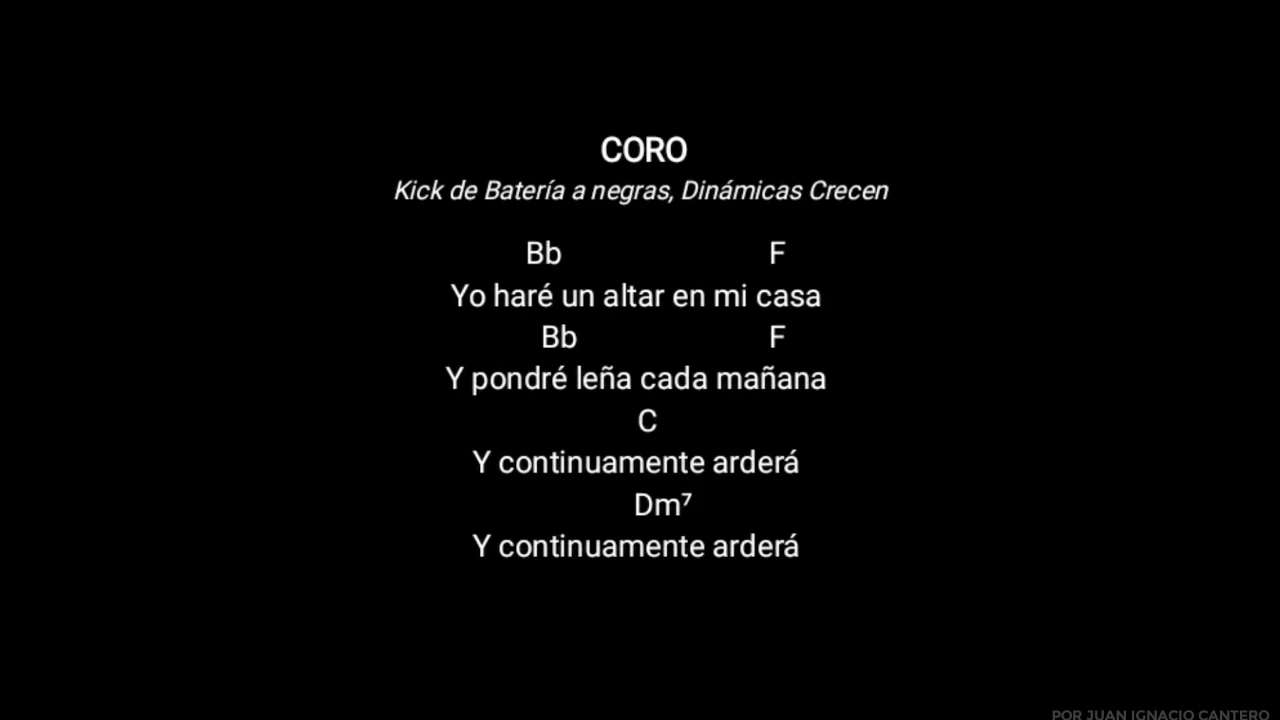 CORO
Kick de Batería a negras, Dinámicas Crecen
Bb F
Yo haré un altar en mi casa
Bb F
Y pondré leña cada mañana
C
Y continuamente arderá
Dm⁷
Y continuamente arderá
POR JUAN IGNACIO CANTERO